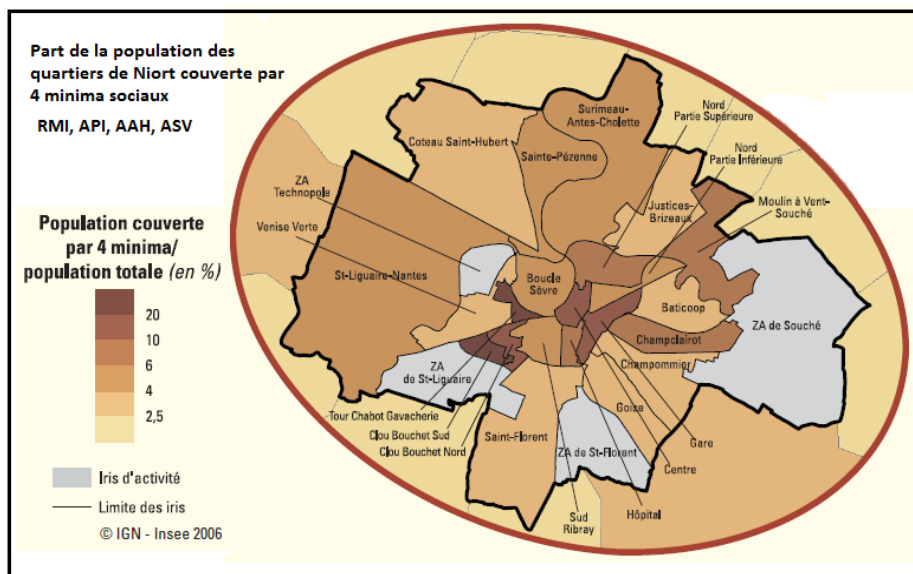 Part de la population des
quartiers de Niort couverte par
4 minima sociaux
RMI, API, AAH, ASV
Population couverte
par 4 minima/
population totale (en %)
20
10
6
4
2,5
Iris d'activité
Limite des iris
© IGN - Insee 2006
Coteau Saint-Hubert
Sainte-Pézenne
Surimeau-
Antes-Cholette
Nord
Partie Supérieure
Nord
Partie Inférieure
Justices-
Brizeaux
Moulin à Vent-
Souché
ZA
Technopole
Venise Verte
St-Liguaire-Nantes
Boucle
Sèvre
Baticoop
ZA de Souché
Champclairot
Champommier
ZA
de St-Liguaire
Tour Chabot Gavacherie
Clou Bouchet Sud
Clou Bouchet Nord
Saint-Florent
Goise
Gare
ZA de St-Florent
Centre
Hôpital
Sud
Ribray